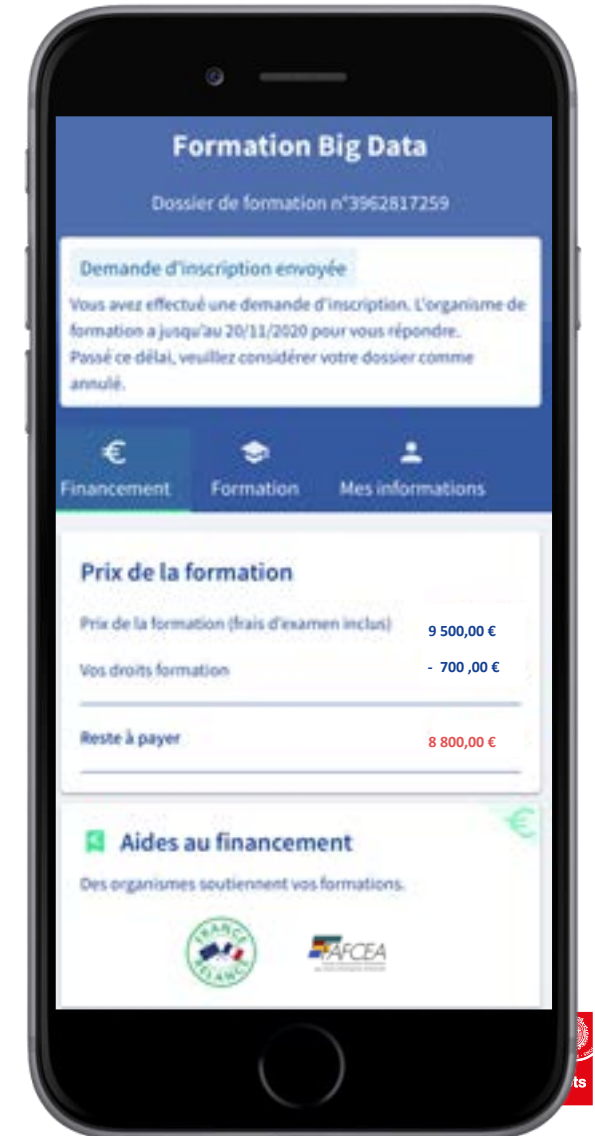 Formation Big Data
Dossier de formation n°3962817259
Demande d'inscription envoyée
Vous avez effectué une demande d'inscription. L'organisme de
formation a jusqu'au 20/11/2020 pour vous répondre.
Passé ce délai, veuillez considérer votre dossier comme
annulé.
Financement Formation Mes informations
Prix de la formation
Prix de la formation (frais d'examen inclus) 9 500,00 €
Vos droits formation - 700 ,00 €
Reste à payer 8 800,00 €
Aides au financement
Des organismes soutiennent vos formations.
FRANCE
RELANCE
AFCEA
ts